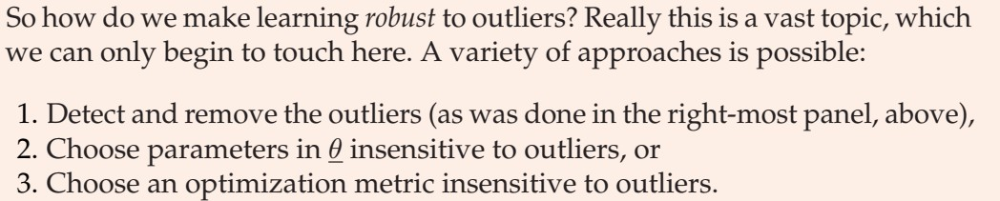 So how do we make learning robust to outliers? Really this is a vast topic, which
we can only begin to touch here. A variety of approaches is possible:
1. Detect and remove the outliers (as was done in the right-most panel, above),
2. Choose parameters in θ insensitive to outliers, or
3. Choose an optimization metric insensitive to outliers.